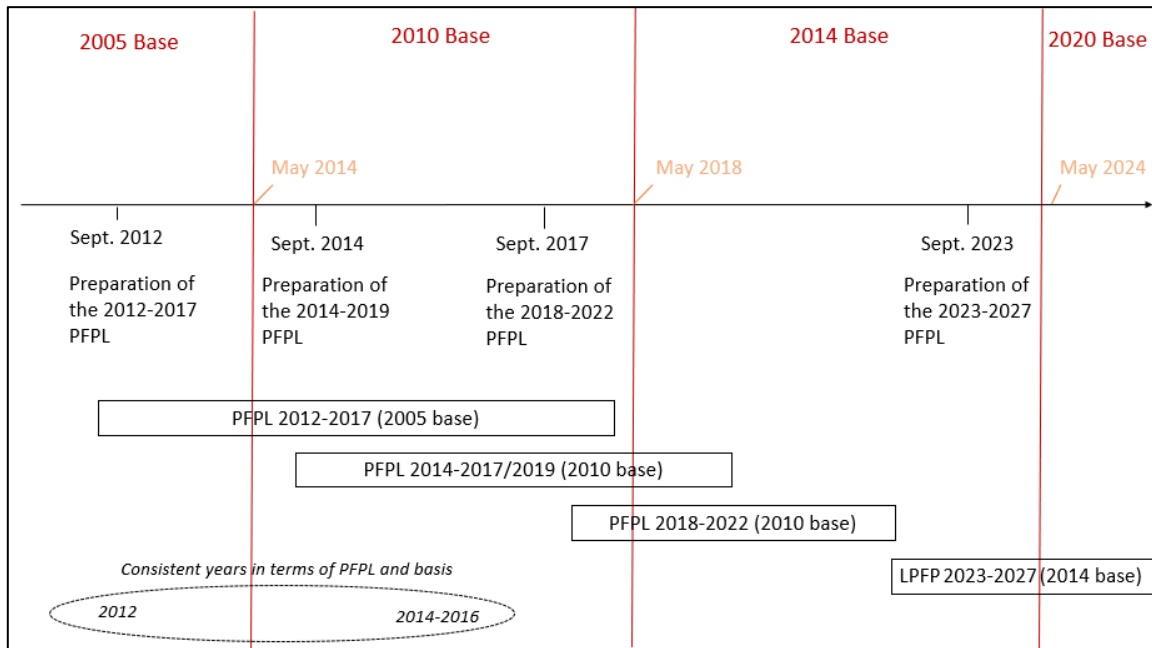 2005 Base
2010 Base
2014 Base
2020 Base
May 2014
May 2018
May 2024
Sept. 2012
Preparation of
the 2012-2017
PFPL
Sept. 2014
Preparation of
the 2014-2019
PFPL
Sept. 2017
Preparation of
the 2018-2022
PFPL
Sept. 2023
Preparation of
the 2023-2027
PFPL
PFPL 2012-2017 (2005 base)
PFPL 2014-2017/2019 (2010 base)
PFPL 2018-2022 (2010 base)
LPFP 2023-2027 (2014 base)
Consistent years in terms of PFPL and basis
2012
2014-2016